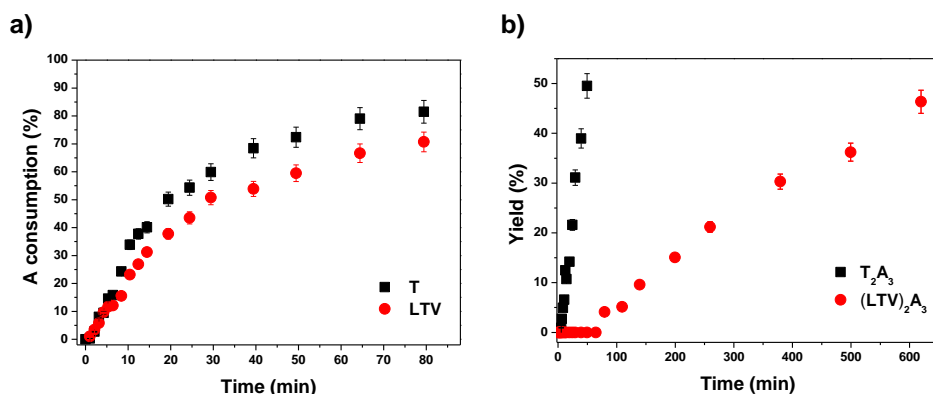 a)
A consumption (%)
100
90
80
70
60
50
40
30
20
10
0
T
LTV
0 10 20 30 40 50 60 70 80
Time (min)
b)
Yield (%)
50
40
30
20
10
0
T₂A₃
(LTV)₂A₃
0 100 200 300 400 500 600
Time (min)